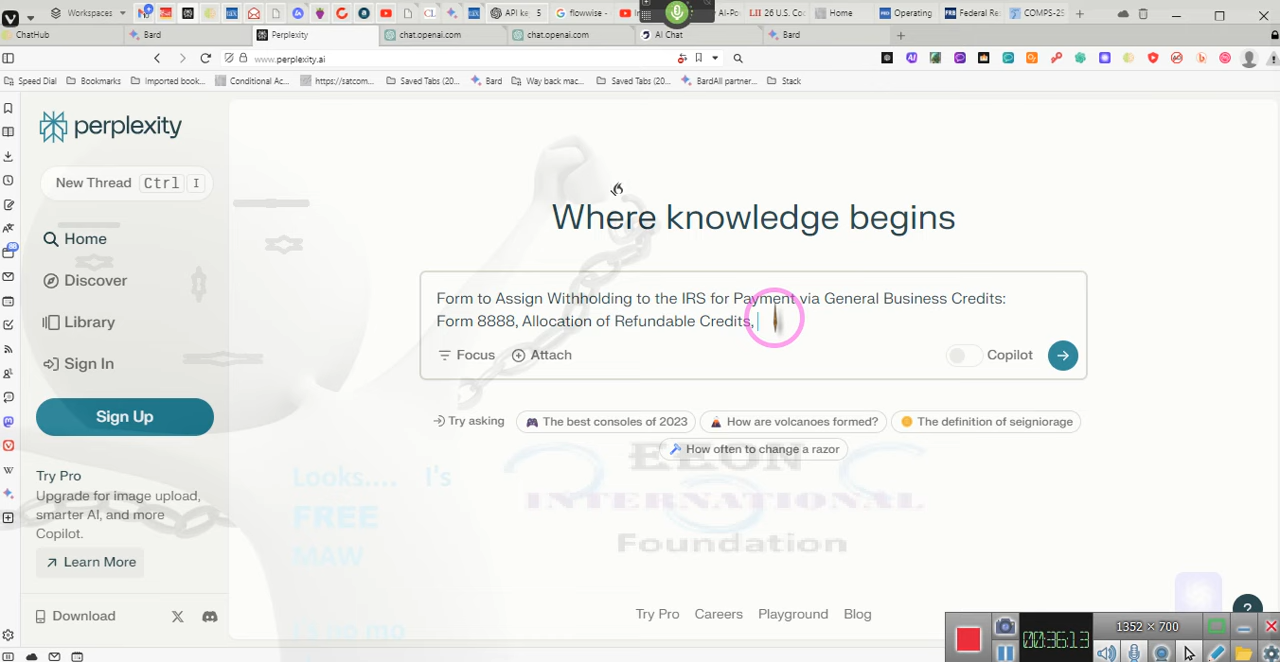 Workspaces
API ke
5
flowwise -
AI-Po
LII 26 U.S. Co
Home
Operating
Federal Re
COMPS-25
ChatHub
Bard
Perplexity
chat.openai.com
chat.openai.com
AI Chat
Bard
www.perplexity.ai
Speed Dial
Bookmarks
Imported book...
Conditional Ac...
https://satcom...
Saved Tabs (20...
Bard
Way back mac...
Saved Tabs (20...
BardAll partner...
Stack
perplexity
New Thread Ctrl I
Home
Discover
Library
Sign In
Sign Up
Try Pro
Upgrade for image upload,
smarter AI, and more
Copilot.
Learn More
Download
Where knowledge begins
Form to Assign Withholding to the IRS for Payment via General Business Credits:
Form 8888, Allocation of Refundable Credits,
Focus
Attach
Copilot
Try asking
The best consoles of 2023
How are volcanoes formed?
The definition of seigniorage
How often to change a razor
Looks.... I's
FREE
MAW
INTERNATIONAL
Foundation
Try Pro
Careers
Playground
Blog
?
1352 × 700
00:36:13